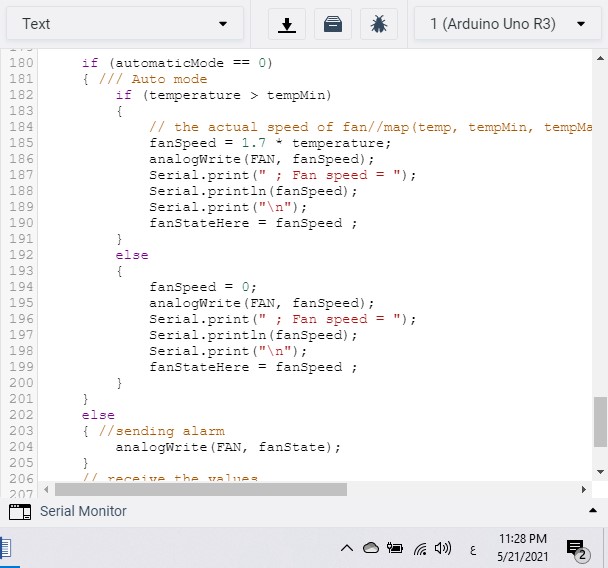 Text
1 (Arduino Uno R3)
180 if (automaticMode == 0)
181 { /// Auto mode
182 if (temperature > tempMin)
183 {
184 // the actual speed of fan//map(temp, tempMin, tempMa
185 fanSpeed = 1.7 * temperature;
186 analogWrite(FAN, fanSpeed);
187 Serial.print(" ; Fan speed = ");
188 Serial.println(fanSpeed);
189 Serial.print("\n");
190 fanStateHere = fanSpeed ;
191 }
192 else
193 {
194 fanSpeed = 0;
195 analogWrite(FAN, fanSpeed);
196 Serial.print(" ; Fan speed = ");
197 Serial.println(fanSpeed);
198 Serial.print("\n");
199 fanStateHere = fanSpeed ;
200 }
201 }
202 else
203 { //sending alarm
204 analogWrite(FAN, fanState);
205 }
206 // receive the values
207
Serial Monitor
11:28 PM
ع
5/21/2021
2